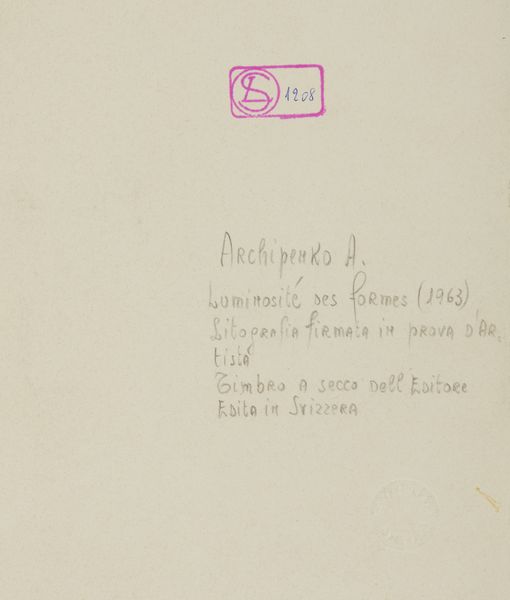 LS 1208
Archipenko A.
Luminosité des formes (1963)
Litografia firmata in prova d'Ar-
tista
Timbro a secco dell'Editore
Edita in Svizzera